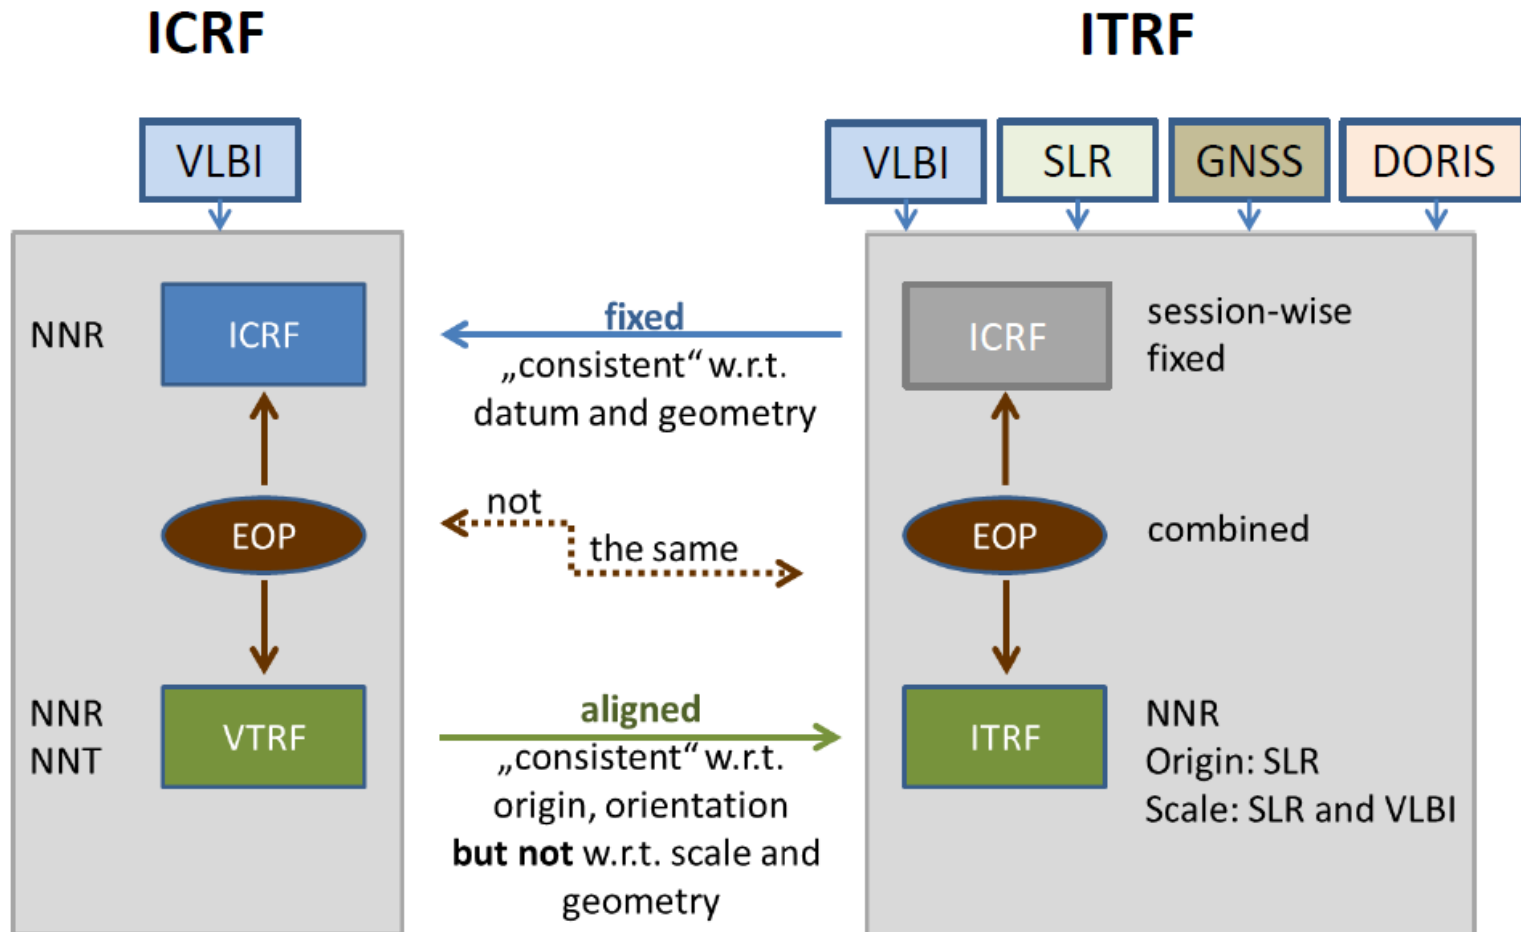 ICRF
ITRF
VLBI
VLBI
SLR
GNSS
DORIS
NNR
ICRF
fixed
„consistent“ w.r.t.
datum and geometry
ICRF
session-wise
fixed
EOP
not
the same
EOP
combined
NNR
NNT
VTRF
aligned
„consistent“ w.r.t.
origin, orientation
but not w.r.t. scale and
geometry
ITRF
NNR
Origin: SLR
Scale: SLR and VLBI